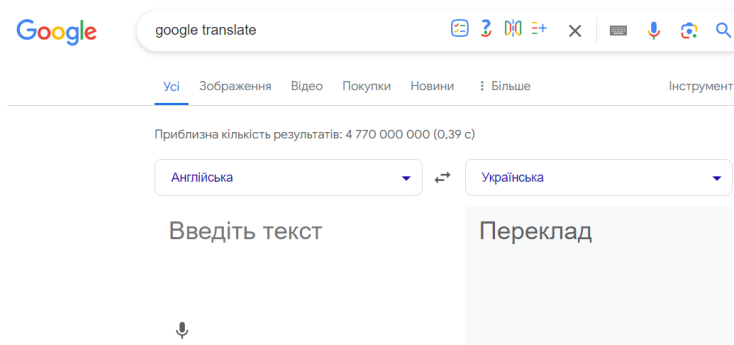 Google google translate
Усі Зображення Відео Покупки Новини Більше Інструмент
Приблизна кількість результатів: 4 770 000 000 (0,39 с)
Англійська Українська
Введіть текст Переклад